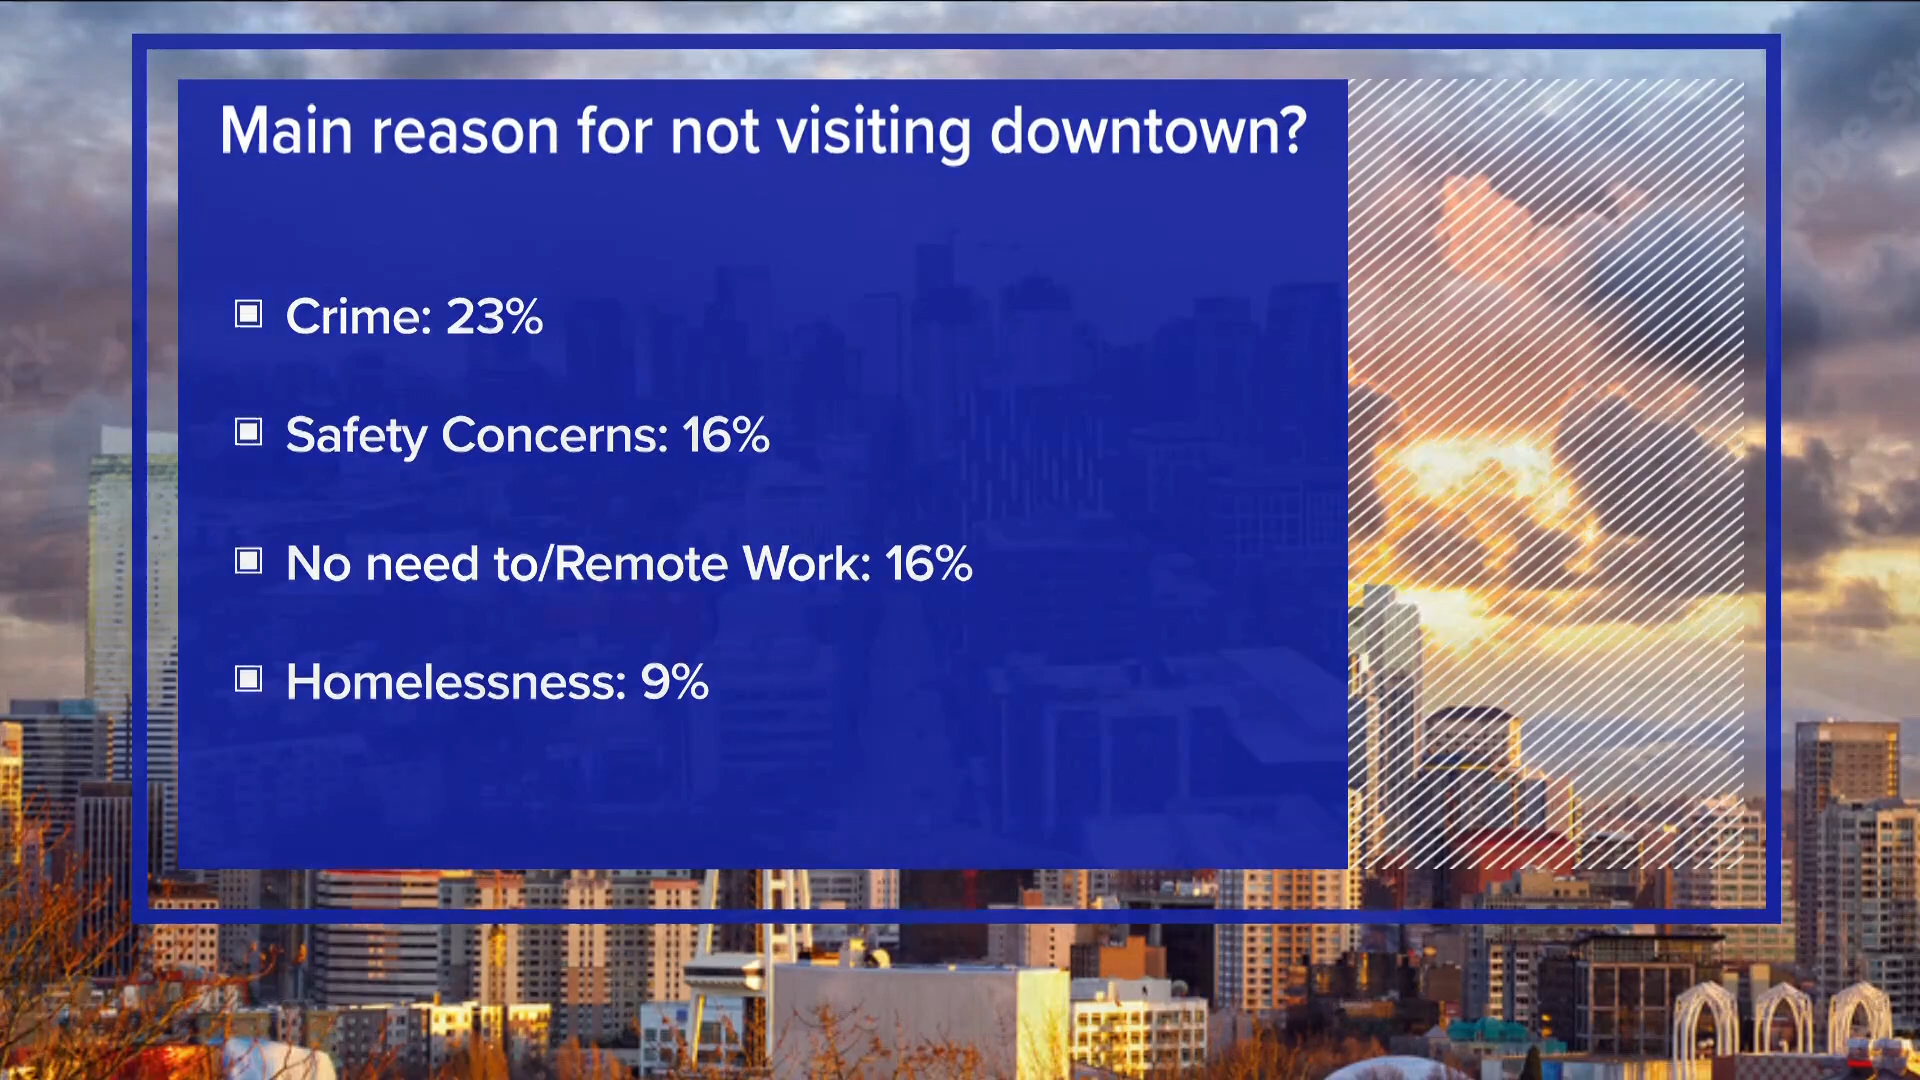 Main reason for not visiting downtown?
Crime: 23%
Safety Concerns: 16%
No need to/Remote Work: 16%
Homelessness: 9%